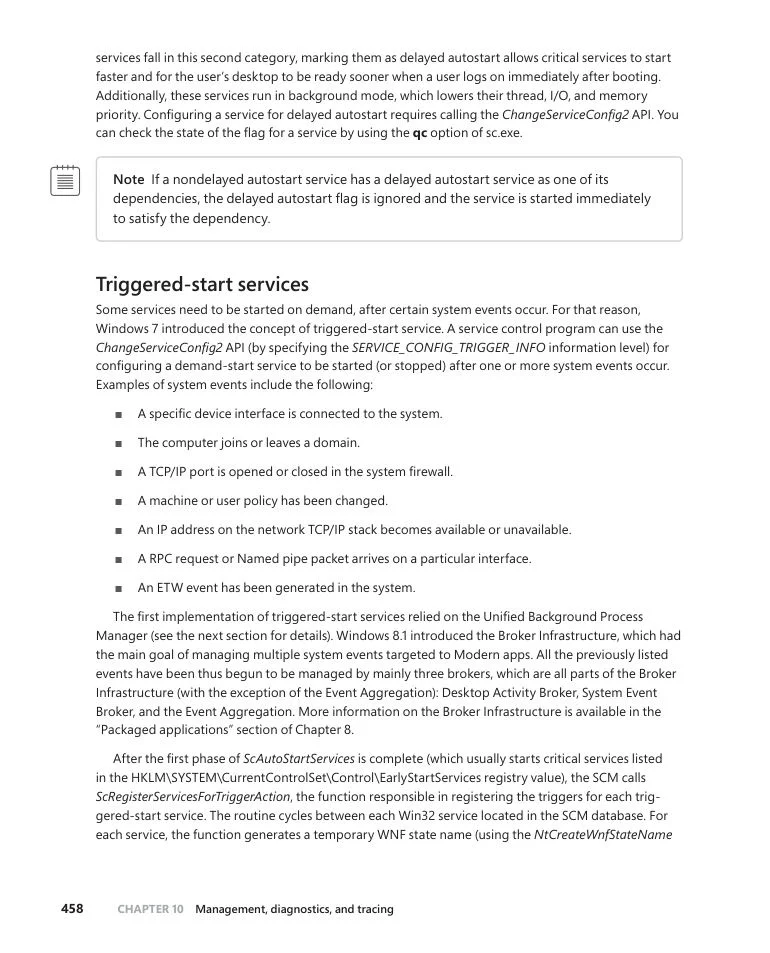 services fall in this second category, marking them as delayed autostart allows critical services to start
faster and for the user’s desktop to be ready sooner when a user logs on immediately after booting.
Additionally, these services run in background mode, which lowers their thread, I/O, and memory
priority. Configuring a service for delayed autostart requires calling the ChangeServiceConfig2 API. You
can check the state of the flag for a service by using the qc option of sc.exe.
Note If a nondelayed autostart service has a delayed autostart service as one of its
dependencies, the delayed autostart flag is ignored and the service is started immediately
to satisfy the dependency.
Triggered-start services
Some services need to be started on demand, after certain system events occur. For that reason,
Windows 7 introduced the concept of triggered-start service. A service control program can use the
ChangeServiceConfig2 API (by specifying the SERVICE_CONFIG_TRIGGER_INFO information level) for
configuring a demand-start service to be started (or stopped) after one or more system events occur.
Examples of system events include the following:
■ A specific device interface is connected to the system.
■ The computer joins or leaves a domain.
■ A TCP/IP port is opened or closed in the system firewall.
■ A machine or user policy has been changed.
■ An IP address on the network TCP/IP stack becomes available or unavailable.
■ A RPC request or Named pipe packet arrives on a particular interface.
■ An ETW event has been generated in the system.
The first implementation of triggered-start services relied on the Unified Background Process
Manager (see the next section for details). Windows 8.1 introduced the Broker Infrastructure, which had
the main goal of managing multiple system events targeted to Modern apps. All the previously listed
events have been thus begun to be managed by mainly three brokers, which are all parts of the Broker
Infrastructure (with the exception of the Event Aggregation): Desktop Activity Broker, System Event
Broker, and the Event Aggregation. More information on the Broker Infrastructure is available in the
“Packaged applications” section of Chapter 8.
After the first phase of ScAutoStartServices is complete (which usually starts critical services listed
in the HKLM\SYSTEM\CurrentControlSet\Control\EarlyStartServices registry value), the SCM calls
ScRegisterServicesForTriggerAction, the function responsible in registering the triggers for each trig-
gered-start service. The routine cycles between each Win32 service located in the SCM database. For
each service, the function generates a temporary WNF state name (using the NtCreateWnfStateName
458 CHAPTER 10 Management, diagnostics, and tracing